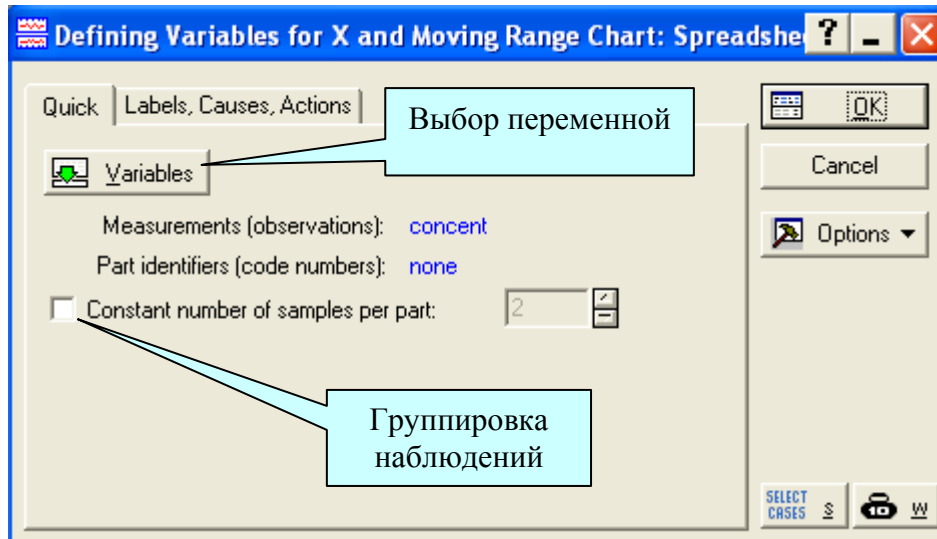 Defining Variables for X and Moving Range Chart: Spreadshe
Quick
Labels, Causes, Actions
Выбор переменной
OK
Variables
Cancel
Measurements (observations): concent
Options
Part identifiers (code numbers): none
Constant number of samples per part: 2
Группировка
наблюдений
SELECT
CASES S
W